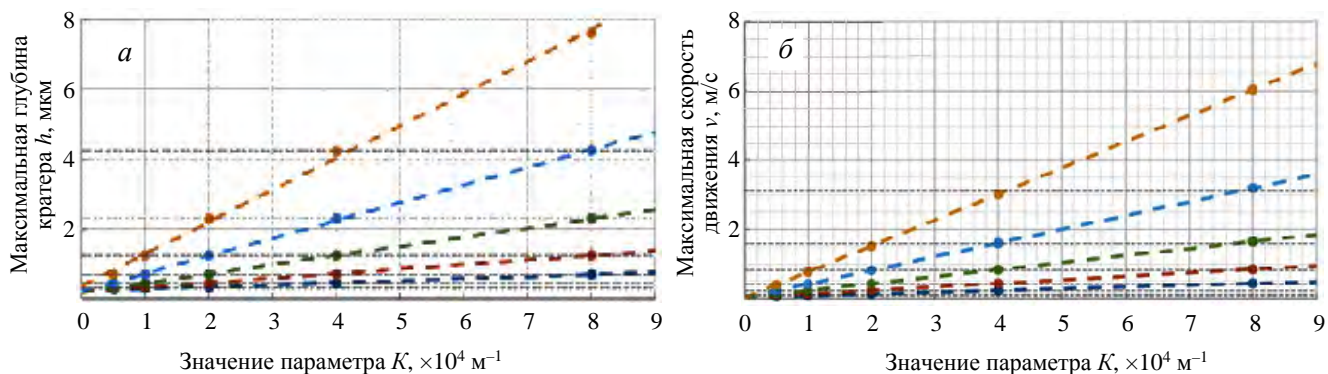 Максимальная глубина
кратера h, мкм
8
6
4
2
а
0 1 2 3 4 5 6 7 8 9
Значение параметра K, ×10⁴ м⁻¹
Максимальная скорость
движения v, м/с
8
6
4
2
б
0 1 2 3 4 5 6 7 8 9
Значение параметра K, ×10⁴ м⁻¹